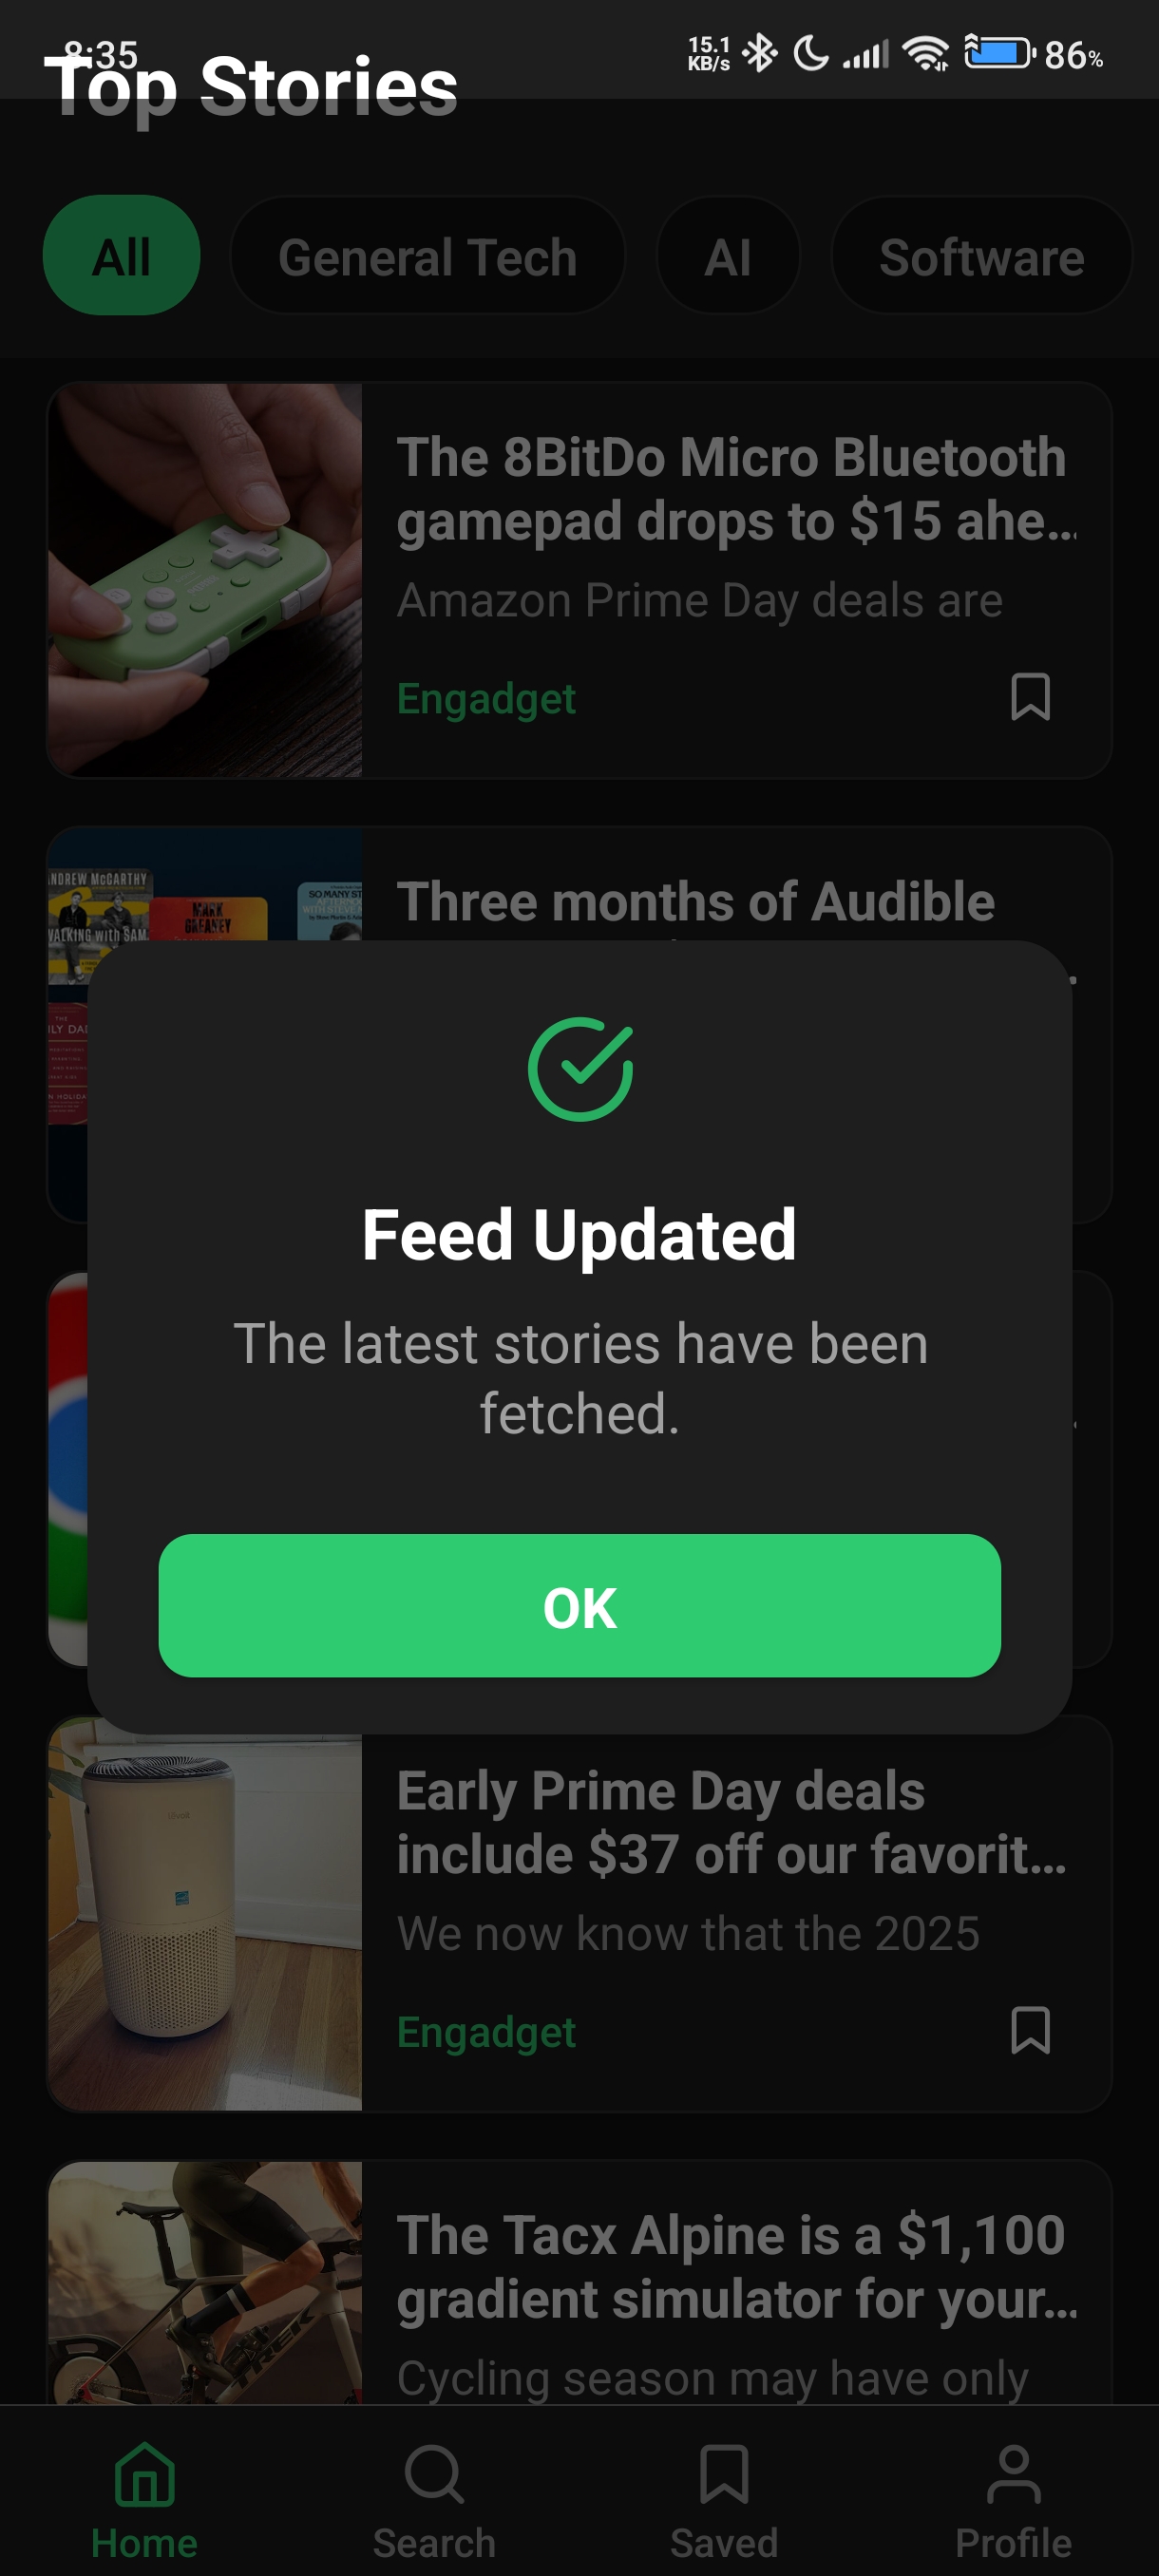 8:35
15.1
KB/s
86%
Top Stories
All
General Tech
AI
Software
The 8BitDo Micro Bluetooth
gamepad drops to $15 ahe...
Amazon Prime Day deals are
Engadget
ANDREW McCARTHY
WALKING with SAM
MARK
GREANEY
SO MANY ST
Three months of Audible
THE
ILY DAD
N HOLIDA
Feed Updated
The latest stories have been
fetched.
OK
Early Prime Day deals
include $37 off our favorit...
We now know that the 2025
Engadget
The Tacx Alpine is a $1,100
gradient simulator for your...
Cycling season may have only
Home
Search
Saved
Profile